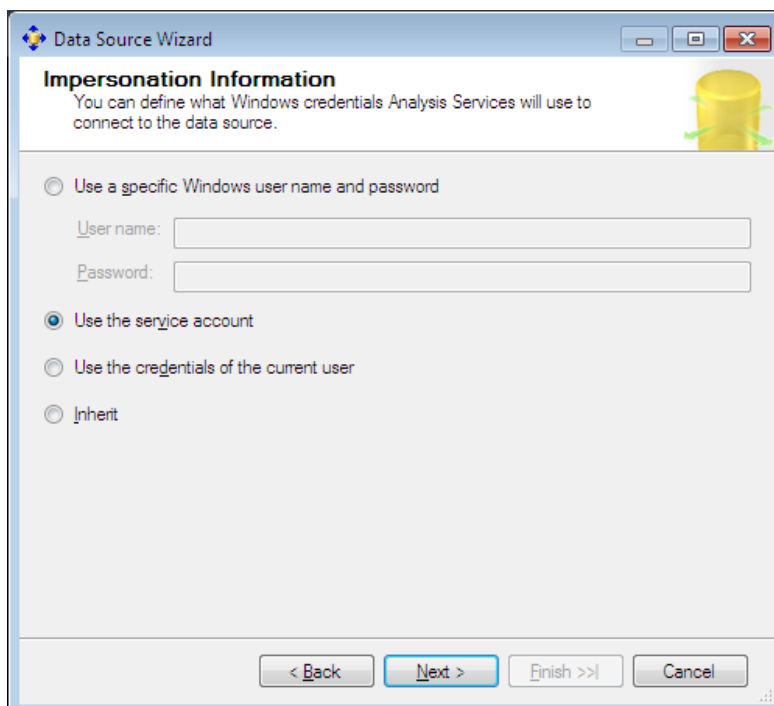 Data Source Wizard
Impersonation Information
You can define what Windows credentials Analysis Services will use to
connect to the data source.
Use a specific Windows user name and password
User name:
Password:
Use the service account
Use the credentials of the current user
Inherit
< Back Next > Finish >>| Cancel